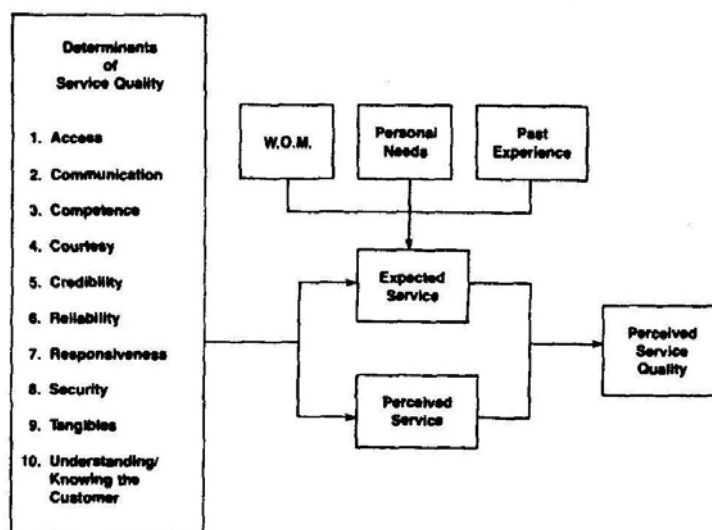 Determinants
of
Service Quality
1. Access
2. Communication
3. Competence
4. Courtesy
5. Credibility
6. Reliability
7. Responsiveness
8. Security
9. Tangibles
10. Understanding/
Knowing the
Customer
W.O.M.
Personal
Needs
Past
Experience
Expected
Service
Perceived
Service
Perceived
Service
Quality